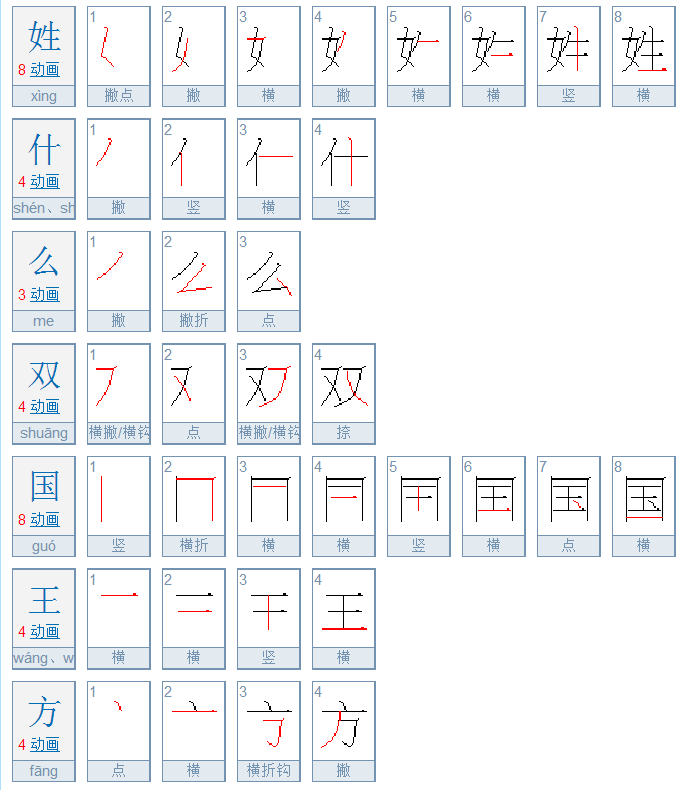 1 2 3 4 5 6 7 8
姓
8 动画
xìng 撇点 撇 横 撇 横 横 竖 横
1 2 3 4
什
4 动画
shén、sh 撇 竖 横 竖
1 2 3
么
3 动画
me 撇 撇折 点
1 2 3 4
双
4 动画
shuāng 横撇/横钩 点 横撇/横钩 捺
1 2 3 4 5 6 7 8
国
8 动画
guó 竖 横折 横 横 竖 横 点 横
1 2 3 4
王
4 动画
wáng、w 横 横 竖 横
1 2 3 4
方
4 动画
fāng 点 横 横折钩 撇